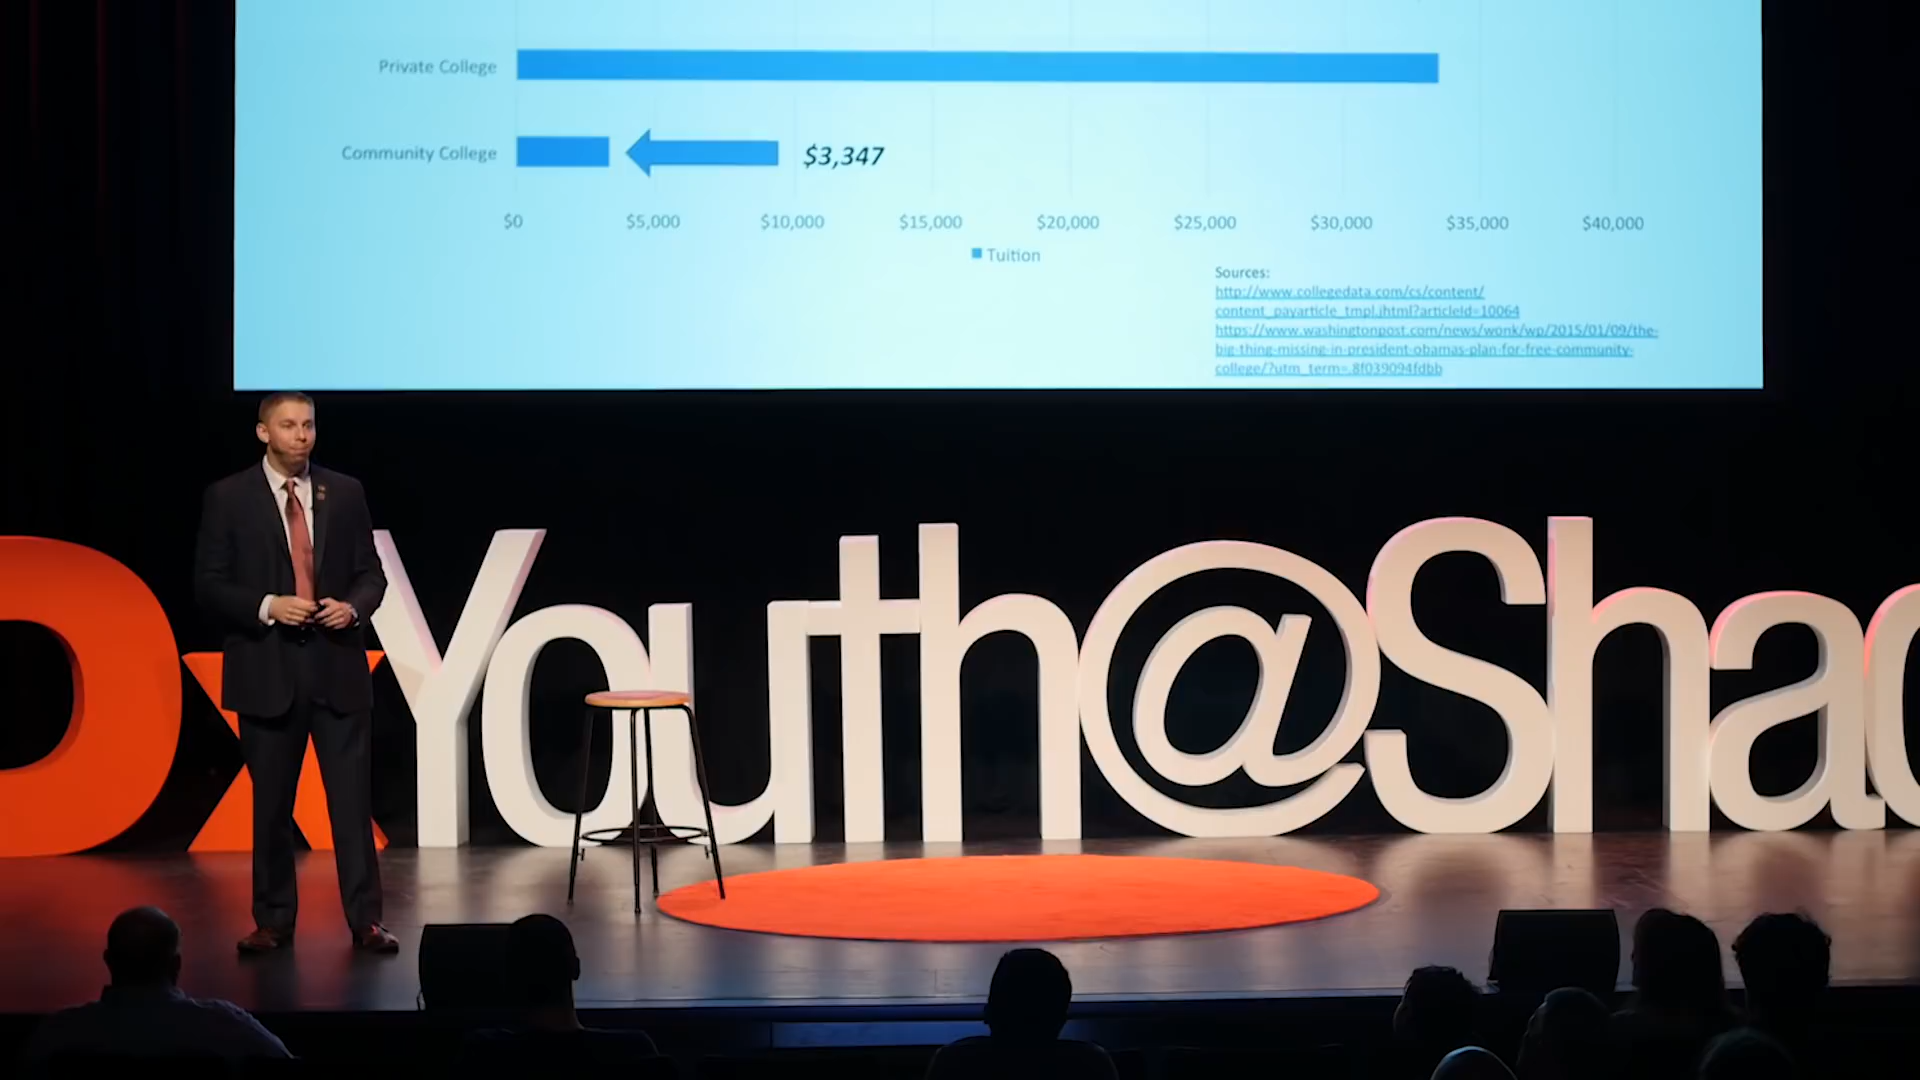 Private College
Community College
$3,347
$0 $5,000 $10,000 $15,000 $20,000 $25,000 $30,000 $35,000 $40,000
Tuition
Sources:
http://www.collegedata.com/cs/content/
content_payarticle_tmpl.jhtml?articleId=10064
https://www.washingtonpost.com/news/wonk/wp/2015/01/09/the-
big-thing-missing-in-president-obamas-plan-for-free-community-
college/?utm_term=.8f039094fdbb
DxYouth@Shad